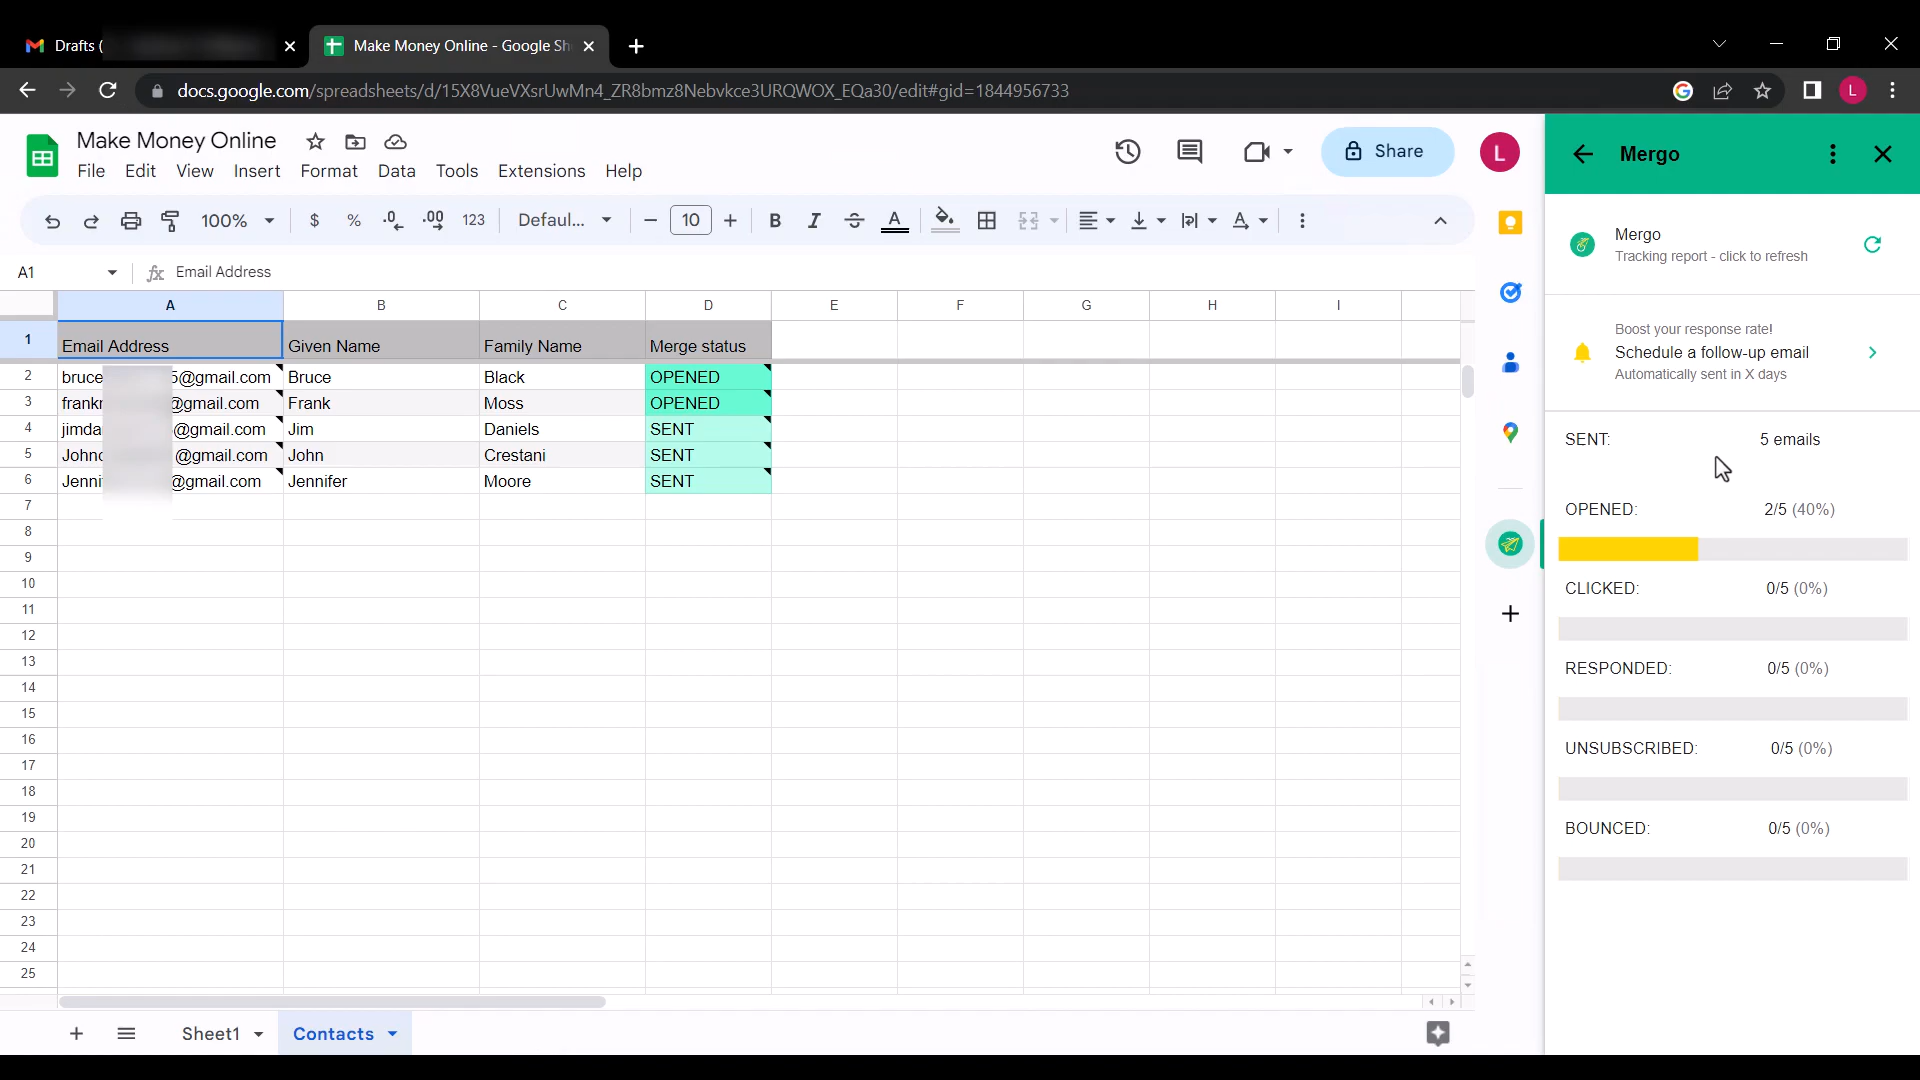 Drafts (
Make Money Online - Google Sh
docs.google.com/spreadsheets/d/15X8VueVXsrUwMn4_ZR8bmz8Nebvkce3URQWOX_EQa30/edit#gid=1844956733
L
Make Money Online
File Edit View Insert Format Data Tools Extensions Help
Share
L
100% $ % .0 .00 123 Defaul... 10 B I A
A1 fx Email Address
A B C D E F G H I
1 Email Address Given Name Family Name Merge status
2 bruce 5@gmail.com Bruce Black OPENED
3 frankr @gmail.com Frank Moss OPENED
4 jimda @gmail.com Jim Daniels SENT
5 Johnc @gmail.com John Crestani SENT
6 Jenni @gmail.com Jennifer Moore SENT
7
8
9
10
11
12
13
14
15
16
17
18
19
20
21
22
23
24
25
Sheet1 Contacts
Mergo
Mergo
Tracking report - click to refresh
Boost your response rate!
Schedule a follow-up email
Automatically sent in X days
SENT: 5 emails
OPENED: 2/5 (40%)
CLICKED: 0/5 (0%)
RESPONDED: 0/5 (0%)
UNSUBSCRIBED: 0/5 (0%)
BOUNCED: 0/5 (0%)